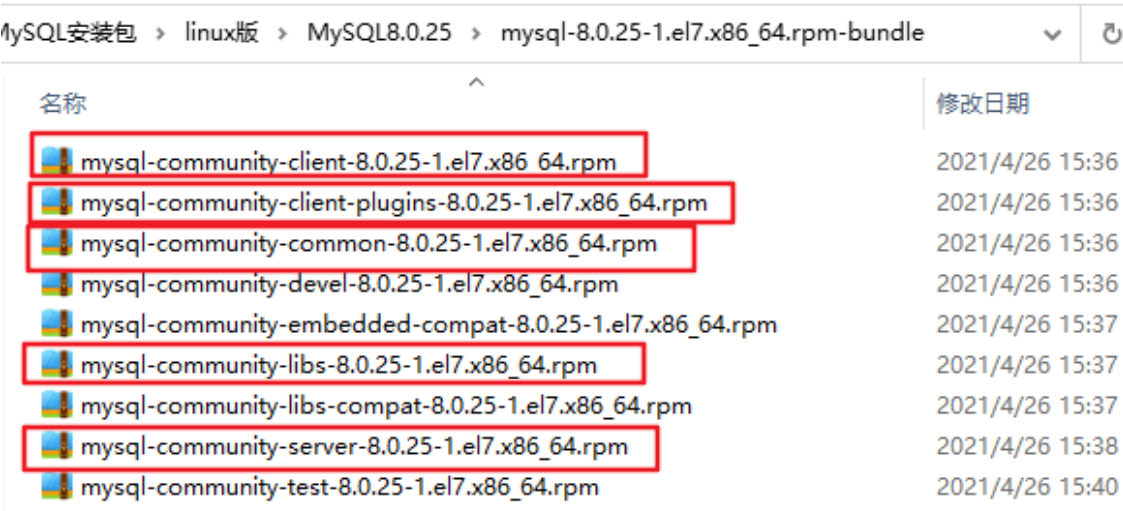 MySQL安装包 › linux版 › MySQL8.0.25 › mysql-8.0.25-1.el7.x86_64.rpm-bundle
名称 修改日期
mysql-community-client-8.0.25-1.el7.x86_64.rpm 2021/4/26 15:36
mysql-community-client-plugins-8.0.25-1.el7.x86_64.rpm 2021/4/26 15:36
mysql-community-common-8.0.25-1.el7.x86_64.rpm 2021/4/26 15:36
mysql-community-devel-8.0.25-1.el7.x86_64.rpm 2021/4/26 15:36
mysql-community-embedded-compat-8.0.25-1.el7.x86_64.rpm 2021/4/26 15:37
mysql-community-libs-8.0.25-1.el7.x86_64.rpm 2021/4/26 15:37
mysql-community-libs-compat-8.0.25-1.el7.x86_64.rpm 2021/4/26 15:37
mysql-community-server-8.0.25-1.el7.x86_64.rpm 2021/4/26 15:38
mysql-community-test-8.0.25-1.el7.x86_64.rpm 2021/4/26 15:40